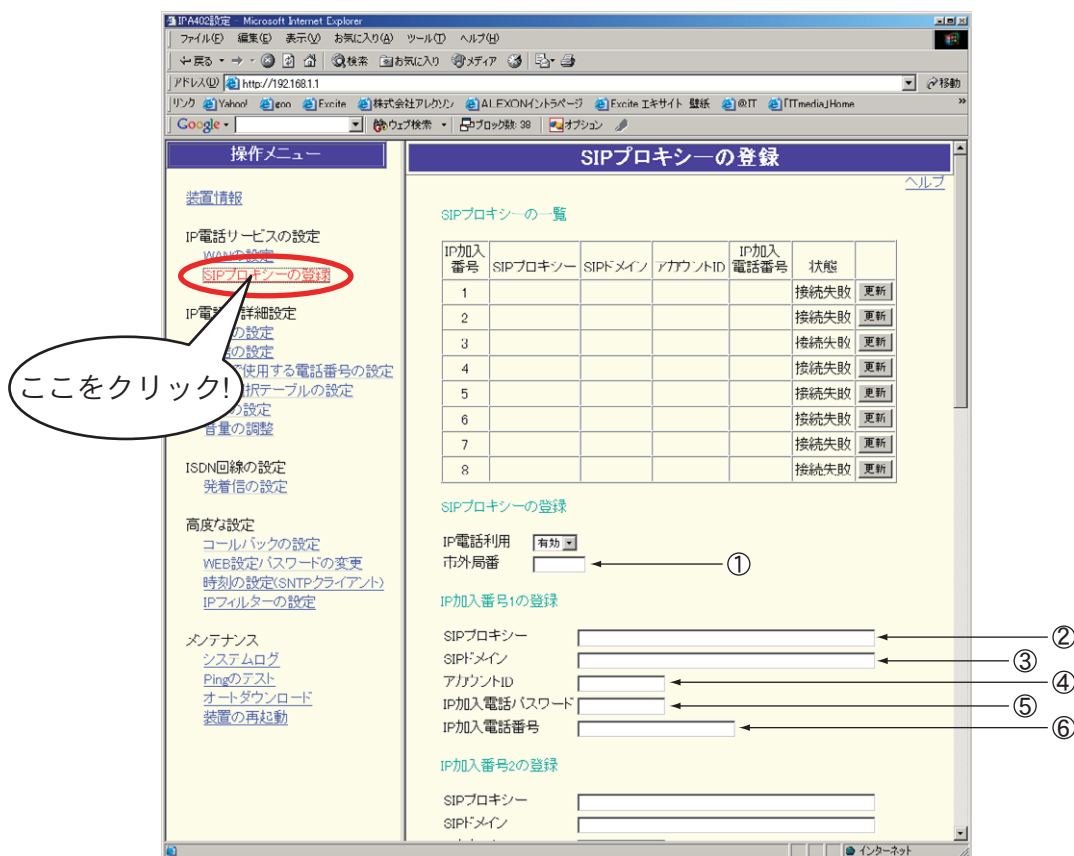 IPA402設定 - Microsoft Internet Explorer
ファイル(F) 編集(E) 表示(V) お気に入り(A) ツール(T) ヘルプ(H)
戻る 検索 お気に入り メディア
アドレス(D) http://192.168.1.1 移動
リンク Yahoo! goo Excite 株式会社アレクソン ALEXONイントラページ Excite エキサイト 壁紙 @IT 「ITmedia」Home »
Google ウェブ検索 ブロック数: 38 オプション
操作メニュー
装置情報
IP電話サービスの設定
WANの設定
SIPプロキシーの登録
IP電
詳細設定
の設定
の設定
使用する電話番号の設定
択テーブルの設定
の設定
音量の調整
ISDN回線の設定
発着信の設定
高度な設定
コールバックの設定
WEB設定パスワードの変更
時刻の設定(SNTPクライアント)
IPフィルターの設定
メンテナンス
システムログ
Pingのテスト
オートダウンロード
装置の再起動
ここをクリック!
SIPプロキシーの登録
ヘルプ
SIPプロキシーの一覧
IP加入番号 SIPプロキシー SIPドメイン アカウントID IP加入電話番号 状態
1 接続失敗 更新
2 接続失敗 更新
3 接続失敗 更新
4 接続失敗 更新
5 接続失敗 更新
6 接続失敗 更新
7 接続失敗 更新
8 接続失敗 更新
SIPプロキシーの登録
IP電話利用 有効
市外局番 ①
IP加入番号1の登録
SIPプロキシー ②
SIPドメイン ③
アカウントID ④
IP加入電話パスワード ⑤
IP加入電話番号 ⑥
IP加入番号2の登録
SIPプロキシー
SIPドメイン
インターネット